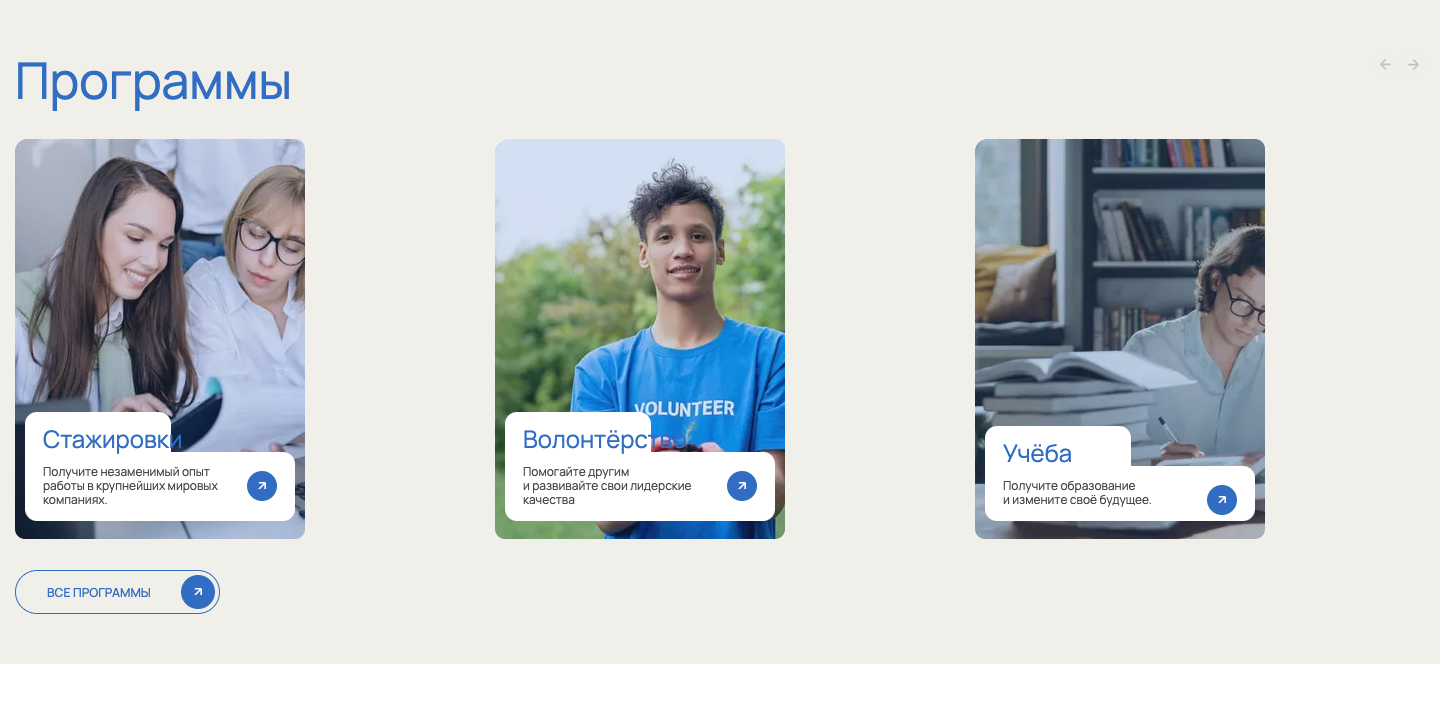 Программы
VOLUNTEER
Стажировки
Получите незаменимый опыт
работы в крупнейших мировых
компаниях.
Волонтёрство
Помогайте другим
и развивайте свои лидерские
качества
Учёба
Получите образование
и измените своё будущее.
ВСЕ ПРОГРАММЫ